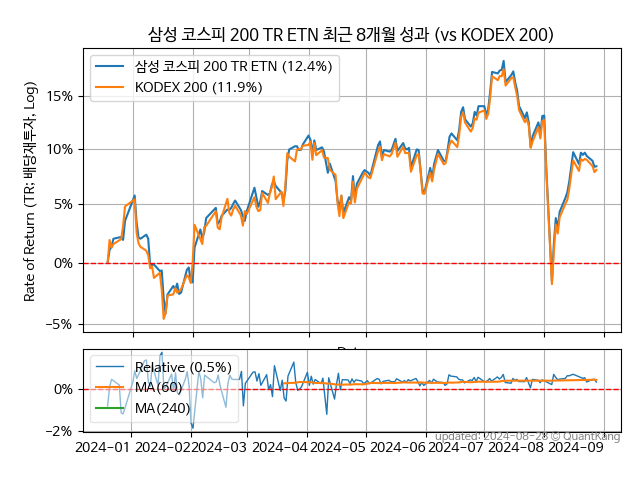 삼성 코스피 200 TR ETN 최근 8개월 성과 (vs KODEX 200)
삼성 코스피 200 TR ETN (12.4%)
KODEX 200 (11.9%)
Rate of Return (TR: 배당재투자, Log)
15%
10%
5%
0%
−5%
Relative (0.5%)
MA(60)
MA(240)
0%
−2%
updated: 2024-08-28 © QuantKang
2024-01
2024-02
2024-03
2024-04
2024-05
2024-06
2024-07
2024-08
2024-09